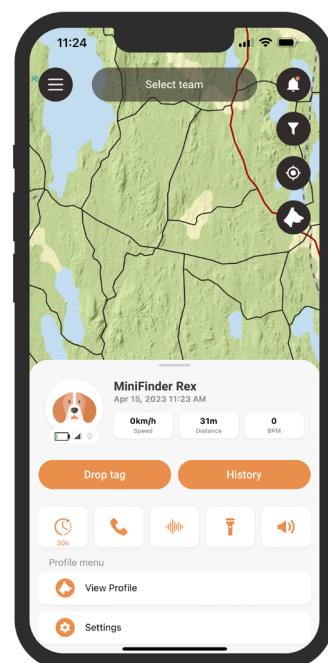 11:24
Select team
MiniFinder Rex
Apr 15, 2023 11:23 AM
0km/h
Speed
31m
Distance
0
BPM
Drop tag
History
30s
Profile menu
View Profile
Settings